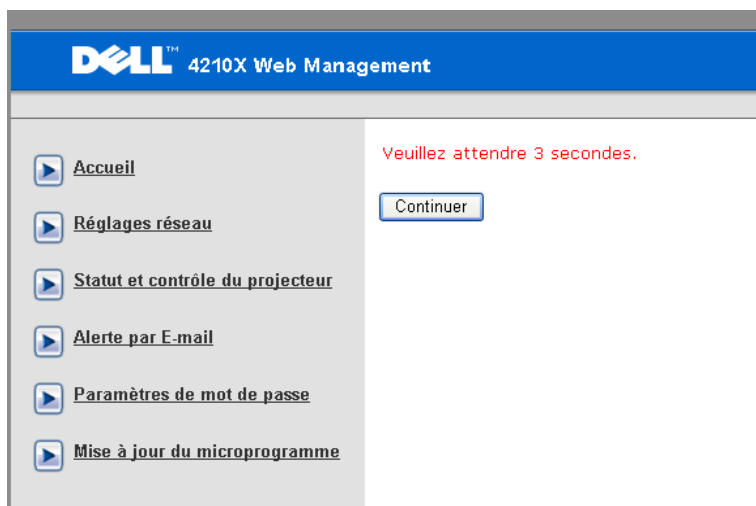 DELL™ 4210X Web Management
Accueil
Réglages réseau
Statut et contrôle du projecteur
Alerte par E-mail
Paramètres de mot de passe
Mise à jour du microprogramme
Veuillez attendre 3 secondes.
Continuer